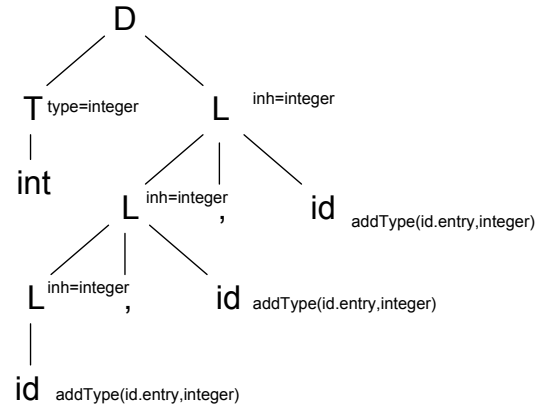 D
T type=integer L inh=integer
int
L inh=integer , id addType(id.entry,integer)
L inh=integer , id addType(id.entry,integer)
id addType(id.entry,integer)